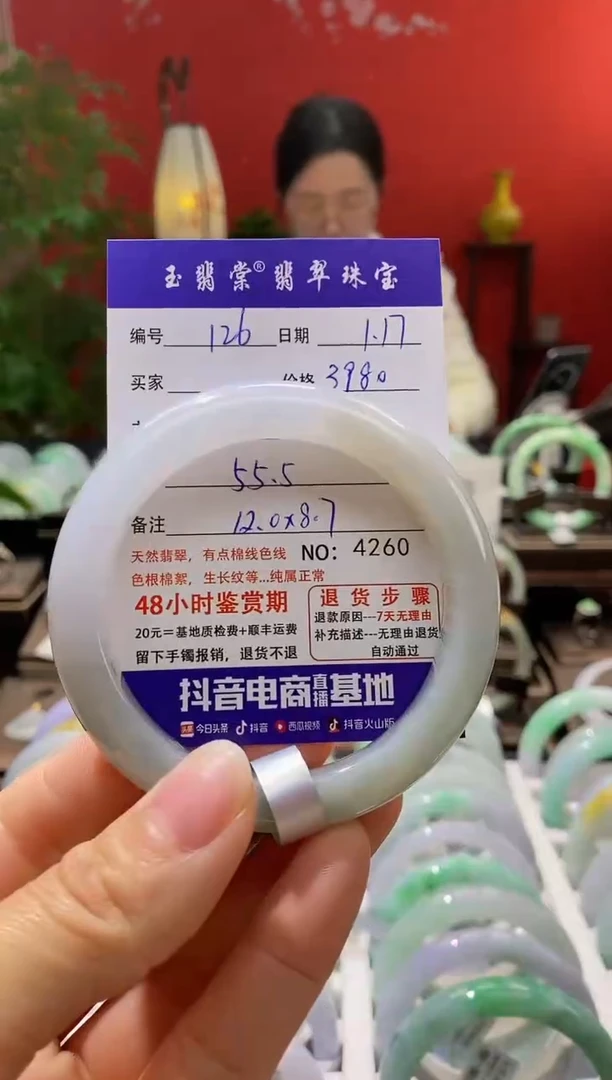 玉翡棠®翡翠珠宝
编号 126 日期 1.17
买家 价格 3980
55.5
备注 12.0x8.7
天然翡翠，有点棉线色线 NO: 4260
色根棉絮，生长纹等...纯属正常
48小时鉴赏期
20元=基地质检费+顺丰运费
留下手镯报销，退货不退
退货步骤
退款原因---7天无理由
补充描述---无理由退货
自动通过
抖音电商直播基地
头条 今日头条 抖音 西瓜视频 抖音火山版